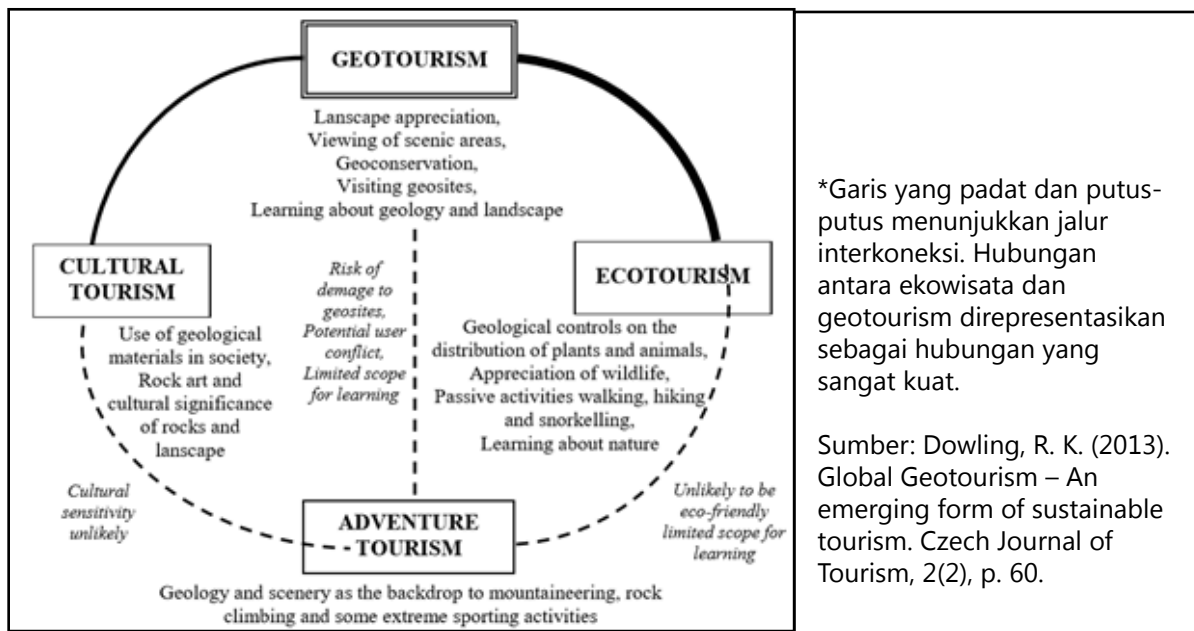 GEOTOURISM
Lanscape appreciation,
Viewing of scenic areas,
Geoconservation,
Visiting geosites,
Learning about geology and landscape
CULTURAL
TOURISM
Use of geological
materials in society,
Rock art and
cultural significance
of rocks and
lanscape
Risk of
demage to
geosites,
Potential user
conflict,
Limited scope
for learning
ECOTOURISM
Geological controls on the
distribution of plants and animals,
Appreciation of wildlife,
Passive activities walking, hiking
and snorkelling,
Learning about nature
Cultural
sensitivity
unlikely
ADVENTURE
TOURISM
Unlikely to be
eco-friendly
limited scope for
learning
Geology and scenery as the backdrop to mountaineering, rock
climbing and some extreme sporting activities
*Garis yang padat dan putus-
putus menunjukkan jalur
interkoneksi. Hubungan
antara ekowisata dan
geotourism direpresentasikan
sebagai hubungan yang
sangat kuat.
Sumber: Dowling, R. K. (2013).
Global Geotourism – An
emerging form of sustainable
tourism. Czech Journal of
Tourism, 2(2), p. 60.